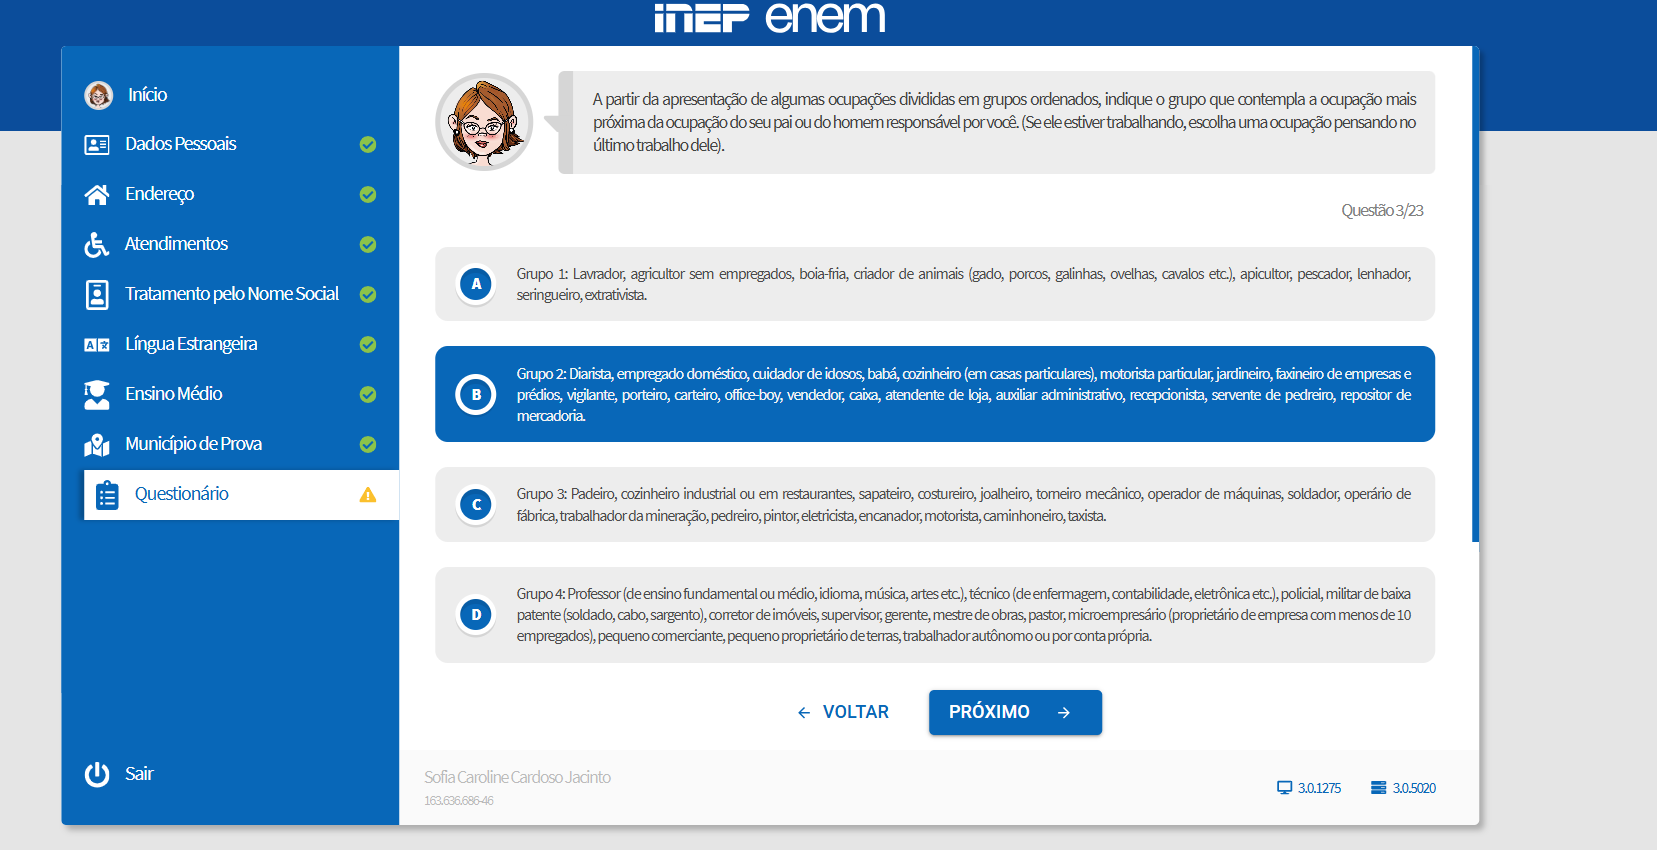 inep enem
Início
Dados Pessoais
Endereço
Atendimentos
Tratamento pelo Nome Social
Língua Estrangeira
Ensino Médio
Município de Prova
Questionário
Sair
A partir da apresentação de algumas ocupações divididas em grupos ordenados, indique o grupo que contempla a ocupação mais
próxima da ocupação do seu pai ou do homem responsável por você. (Se ele estiver trabalhando, escolha uma ocupação pensando no
último trabalho dele).
Questão 3/23
A
Grupo 1: Lavrador, agricultor sem empregados, boia-fria, criador de animais (gado, porcos, galinhas, ovelhas, cavalos etc.), apicultor, pescador, lenhador,
seringueiro, extrativista.
B
Grupo 2: Diarista, empregado doméstico, cuidador de idosos, babá, cozinheiro (em casas particulares), motorista particular, jardineiro, faxineiro de empresas e
prédios, vigilante, porteiro, carteiro, office-boy, vendedor, caixa, atendente de loja, auxiliar administrativo, recepcionista, servente de pedreiro, repositor de
mercadoria.
C
Grupo 3: Padeiro, cozinheiro industrial ou em restaurantes, sapateiro, costureiro, joalheiro, torneiro mecânico, operador de máquinas, soldador, operário de
fábrica, trabalhador da mineração, pedreiro, pintor, eletricista, encanador, motorista, caminhoneiro, taxista.
D
Grupo 4: Professor (de ensino fundamental ou médio, idioma, música, artes etc.), técnico (de enfermagem, contabilidade, eletrônica etc.), policial, militar de baixa
patente (soldado, cabo, sargento), corretor de imóveis, supervisor, gerente, mestre de obras, pastor, microempresário (proprietário de empresa com menos de 10
empregados), pequeno comerciante, pequeno proprietário de terras, trabalhador autônomo ou por conta própria.
VOLTAR
PRÓXIMO
Sofia Caroline Cardoso Jacinto
163.636.686-46
3.0.1275
3.0.5020